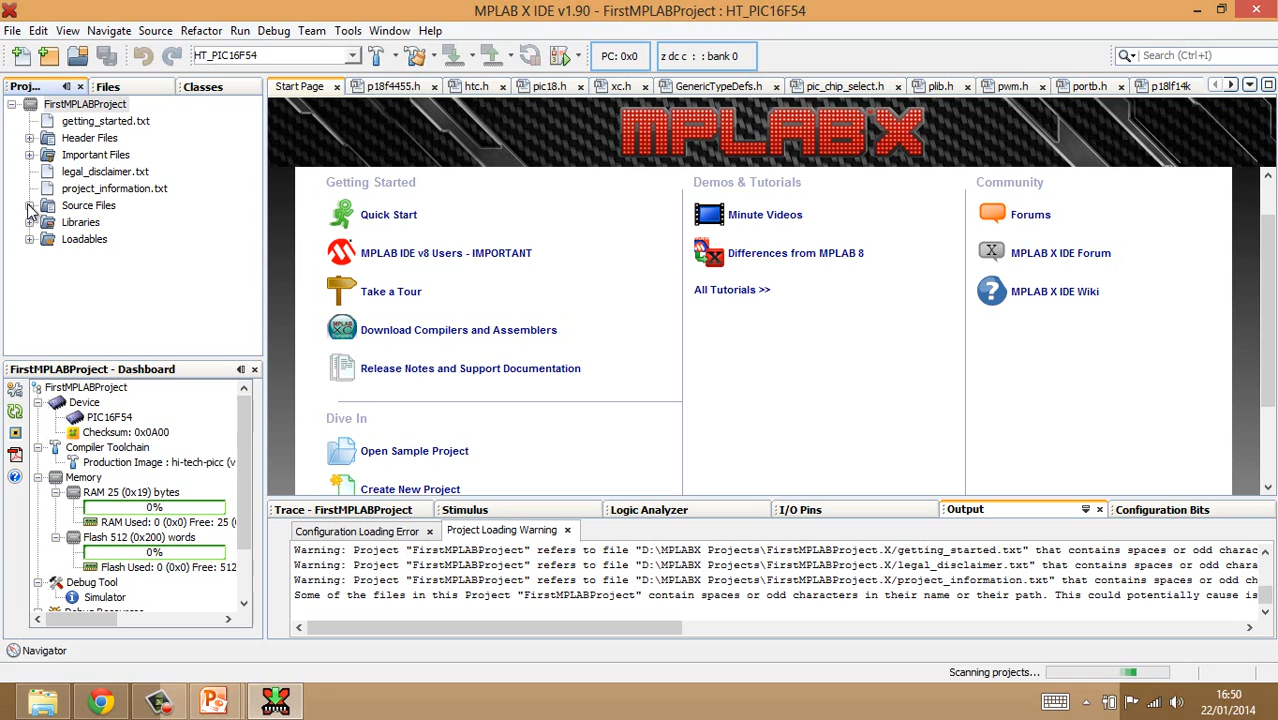 MPLAB X IDE v1.90 - FirstMPLABProject : HT_PIC16F54
File Edit View Navigate Source Refactor Run Debug Team Tools Window Help
HT_PIC16F54
PC: 0x0
z dc c : : bank 0
Search (Ctrl+I)
Proj...
Files
Classes
Start Page
p18f4455.h
htc.h
pic18.h
xc.h
GenericTypeDefs.h
pic_chip_select.h
plib.h
pwm.h
portb.h
p18lf14k
FirstMPLABProject
getting_started.txt
Header Files
Important Files
legal_disclaimer.txt
project_information.txt
Source Files
Libraries
Loadables
MPLAB X
Getting Started
Quick Start
MPLAB IDE v8 Users - IMPORTANT
Take a Tour
Download Compilers and Assemblers
Release Notes and Support Documentation
Dive In
Open Sample Project
Create New Project
Demos & Tutorials
Minute Videos
Differences from MPLAB 8
All Tutorials >>
Community
Forums
MPLAB X IDE Forum
MPLAB X IDE Wiki
FirstMPLABProject - Dashboard
FirstMPLABProject
Device
PIC16F54
Checksum: 0x0A00
Compiler Toolchain
Production Image : hi-tech-picc (v
Memory
RAM 25 (0x19) bytes
0%
RAM Used: 0 (0x0) Free: 25 (
Flash 512 (0x200) words
0%
Flash Used: 0 (0x0) Free: 512
Debug Tool
Simulator
Trace - FirstMPLABProject
Stimulus
Logic Analyzer
I/O Pins
Output
Configuration Bits
Configuration Loading Error
Project Loading Warning
Warning: Project "FirstMPLABProject" refers to file "D:\MPLABX Projects\FirstMPLABProject.X/getting_started.txt" that contains spaces or odd charac
Warning: Project "FirstMPLABProject" refers to file "D:\MPLABX Projects\FirstMPLABProject.X/legal_disclaimer.txt" that contains spaces or odd chara
Warning: Project "FirstMPLABProject" refers to file "D:\MPLABX Projects\FirstMPLABProject.X/project_information.txt" that contains spaces or odd ch
Some of the files in this Project "FirstMPLABProject" contain spaces or odd characters in their name or their path. This could potentially cause is
Navigator
Scanning projects...
16:50
22/01/2014